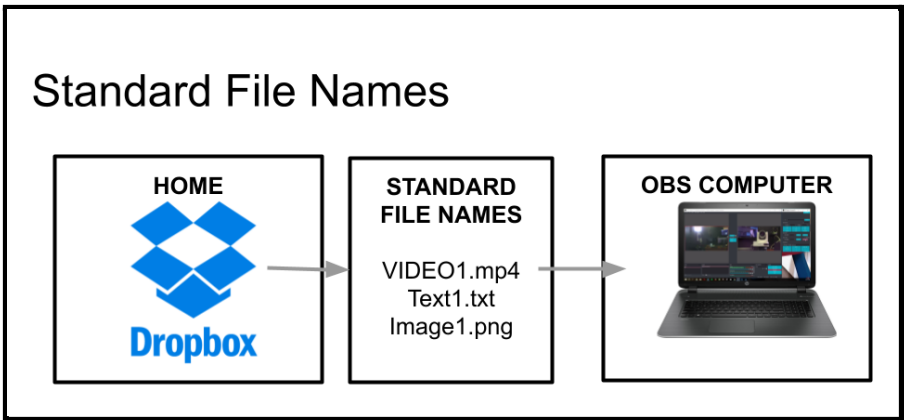 Standard File Names
HOME
Dropbox
STANDARD
FILE NAMES
VIDEO1.mp4
Text1.txt
Image1.png
OBS COMPUTER